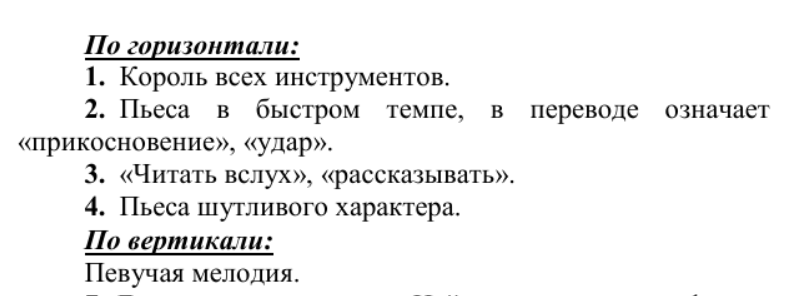 По горизонтали:
1. Король всех инструментов.
2. Пьеса в быстром темпе, в переводе означает
«прикосновение», «удар».
3. «Читать вслух», «рассказывать».
4. Пьеса шутливого характера.
По вертикали:
Певучая мелодия.